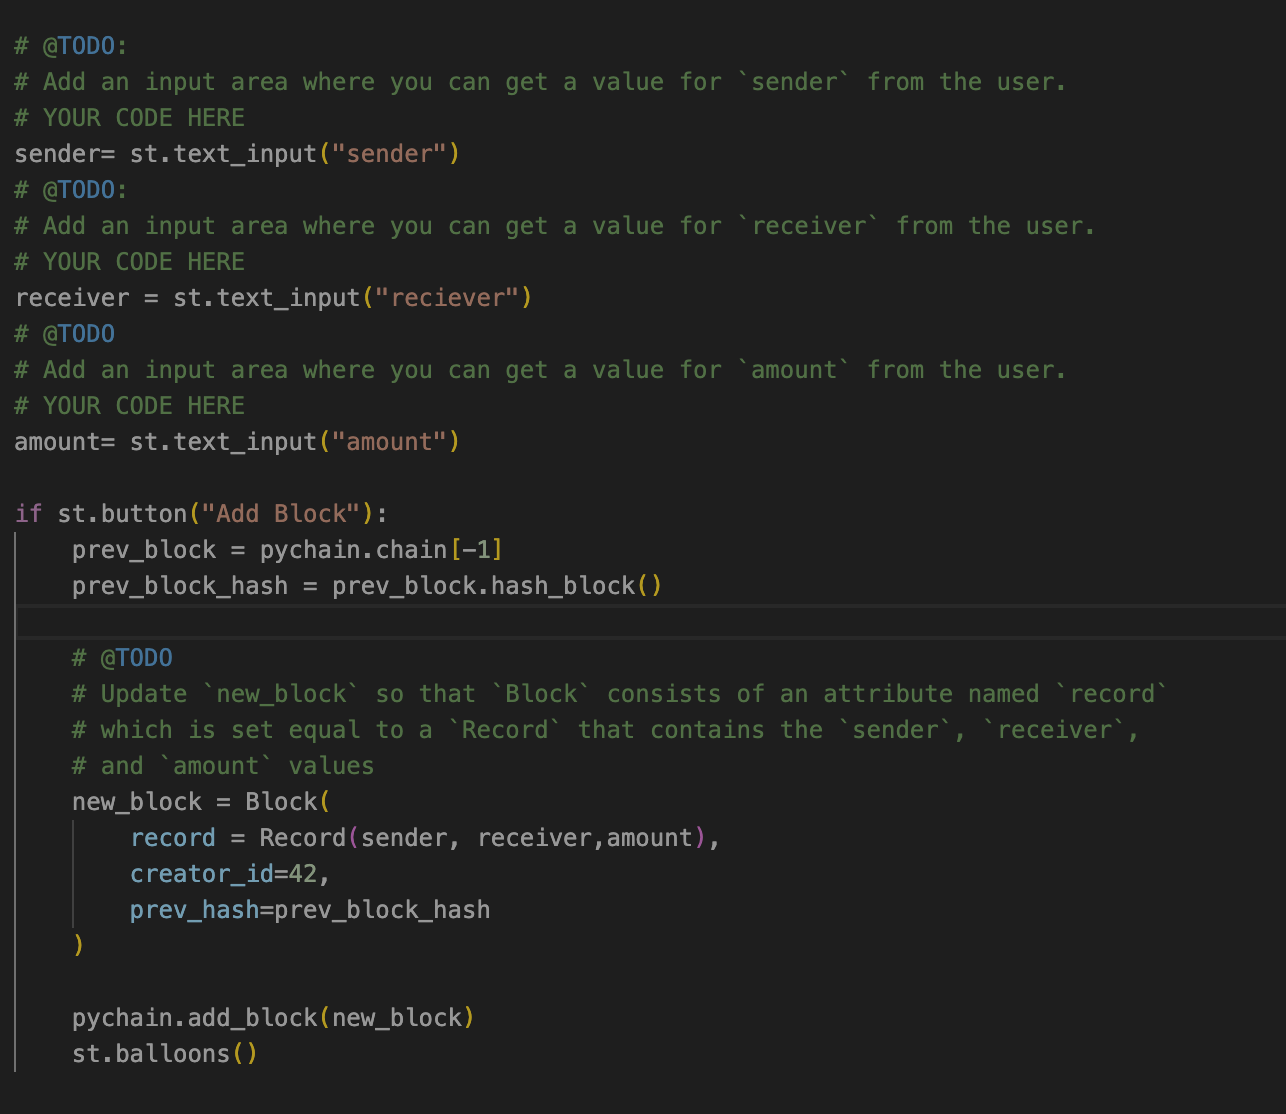 # @TODO:
# Add an input area where you can get a value for `sender` from the user.
# YOUR CODE HERE
sender= st.text_input("sender")
# @TODO:
# Add an input area where you can get a value for `receiver` from the user.
# YOUR CODE HERE
receiver = st.text_input("reciever")
# @TODO
# Add an input area where you can get a value for `amount` from the user.
# YOUR CODE HERE
amount= st.text_input("amount")
if st.button("Add Block"):
prev_block = pychain.chain[-1]
prev_block_hash = prev_block.hash_block()
# @TODO
# Update `new_block` so that `Block` consists of an attribute named `record`
# which is set equal to a `Record` that contains the `sender`, `receiver`,
# and `amount` values
new_block = Block(
record = Record(sender, receiver,amount),
creator_id=42,
prev_hash=prev_block_hash
)
pychain.add_block(new_block)
st.balloons()